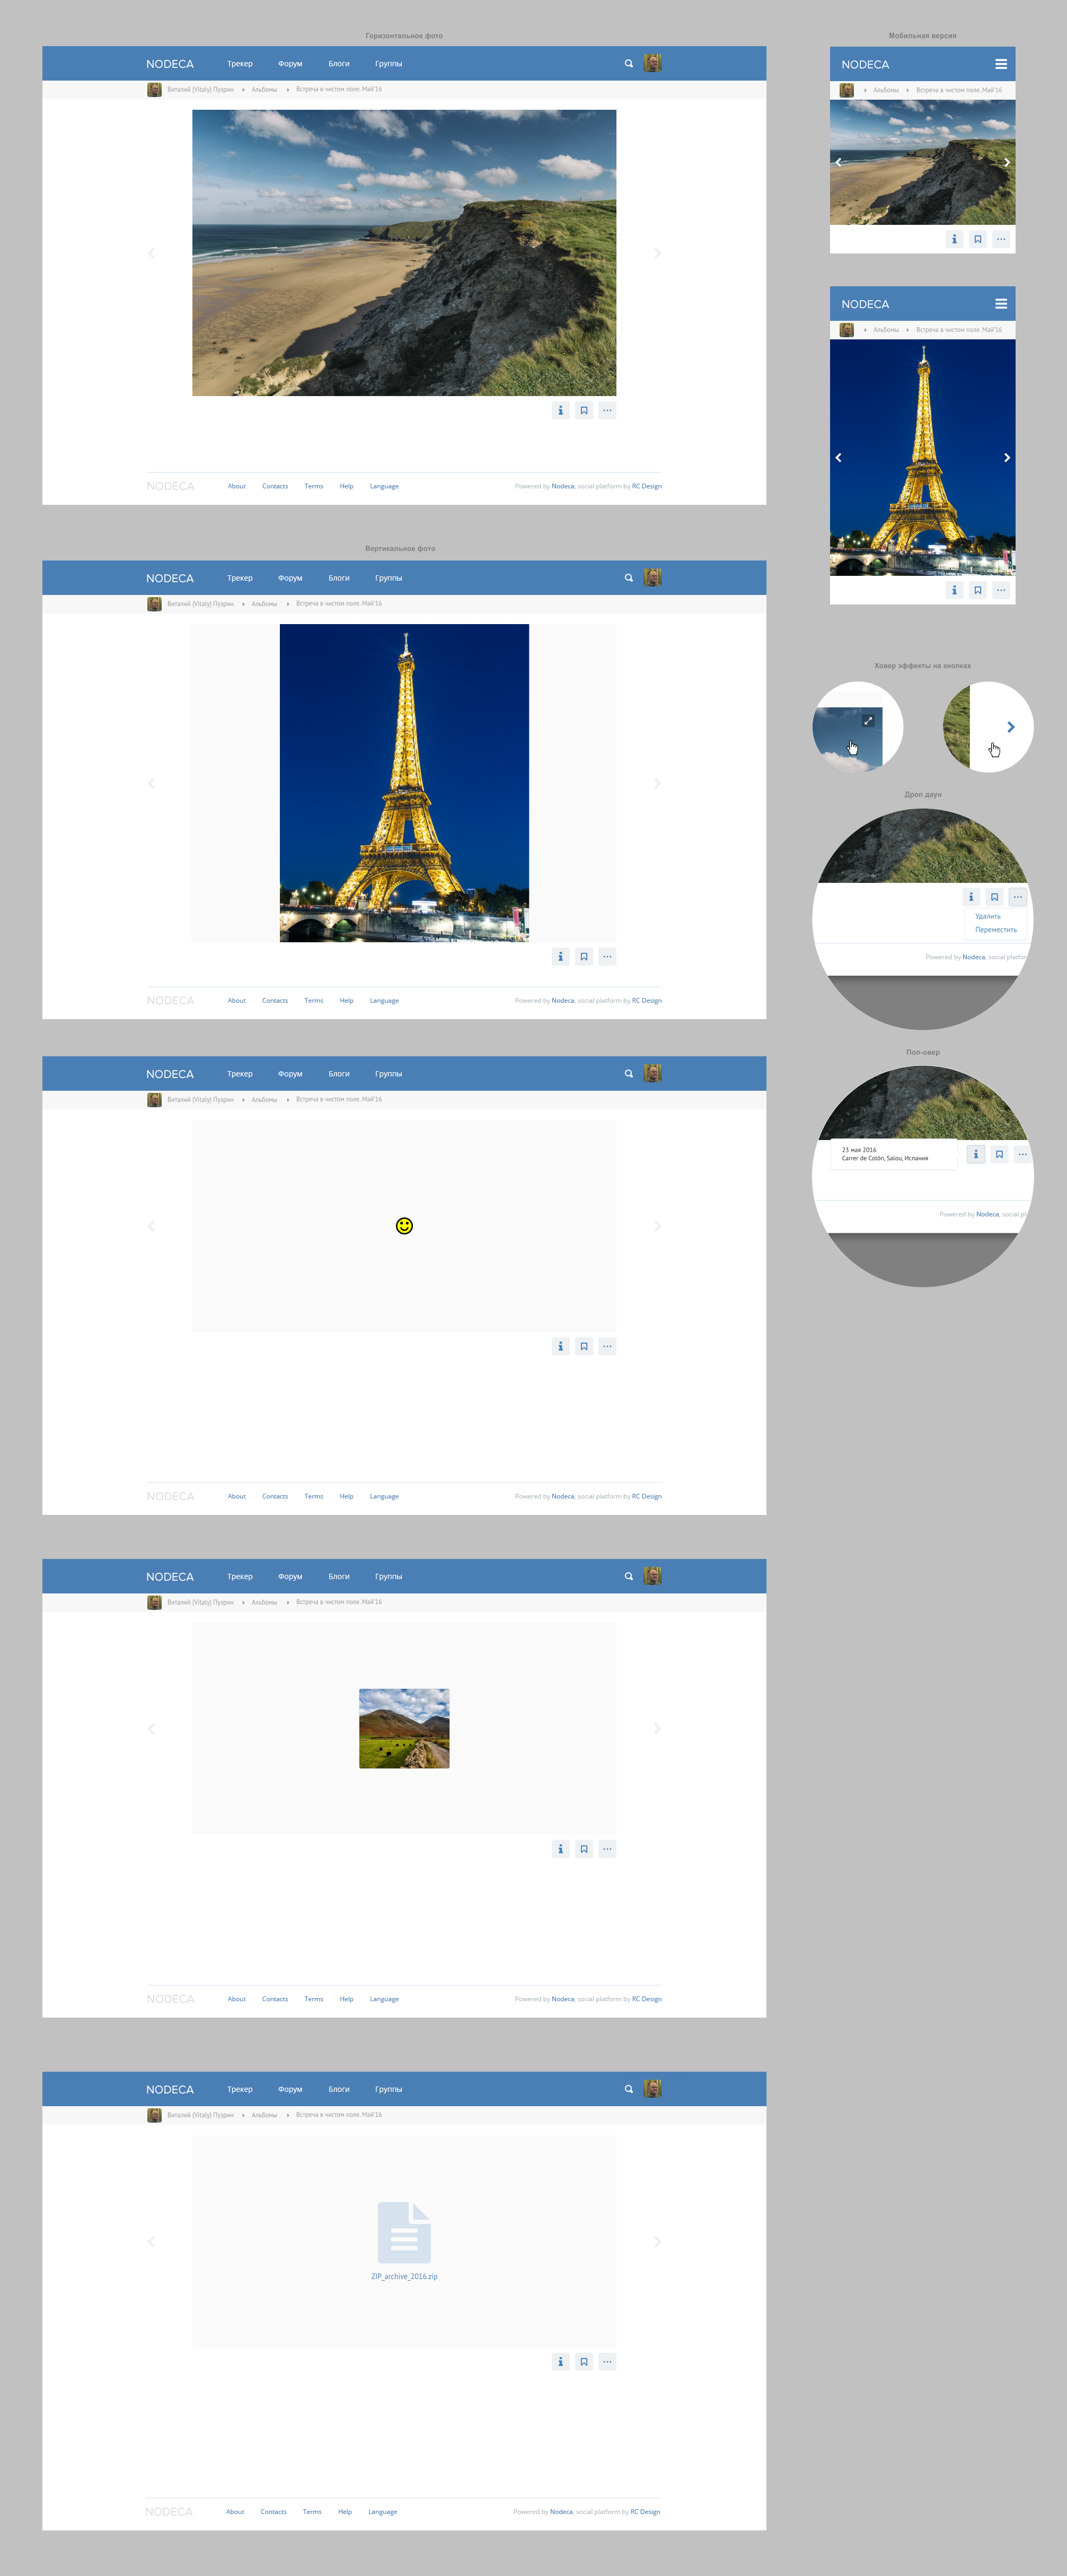 Горизонтальное фото
NODECA Трекер Форум Блоги Группы
Виталий (Vitaly) Пузрин Альбомы Встреча в чистом поле. Май'16
NODECA About Contacts Terms Help Language Powered by Nodeca, social platform by RC Design
Вертикальное фото
NODECA Трекер Форум Блоги Группы
Виталий (Vitaly) Пузрин Альбомы Встреча в чистом поле. Май'16
NODECA About Contacts Terms Help Language Powered by Nodeca, social platform by RC Design
NODECA Трекер Форум Блоги Группы
Виталий (Vitaly) Пузрин Альбомы Встреча в чистом поле. Май'16
NODECA About Contacts Terms Help Language Powered by Nodeca, social platform by RC Design
NODECA Трекер Форум Блоги Группы
Виталий (Vitaly) Пузрин Альбомы Встреча в чистом поле. Май'16
NODECA About Contacts Terms Help Language Powered by Nodeca, social platform by RC Design
NODECA Трекер Форум Блоги Группы
Виталий (Vitaly) Пузрин Альбомы Встреча в чистом поле. Май'16
ZIP_archive_2016.zip
NODECA About Contacts Terms Help Language Powered by Nodeca, social platform by RC Design
Мобильная версия
NODECA
Альбомы Встреча в чистом поле. Май'16
NODECA
Альбомы Встреча в чистом поле. Май'16
Ховер эффекты на кнопках
Дроп даун
Удалить
Переместить
Powered by Nodeca, social platfor
Поп-овер
23 мая 2016
Carrer de Colón, Salou, Испания
Powered by Nodeca, social pl